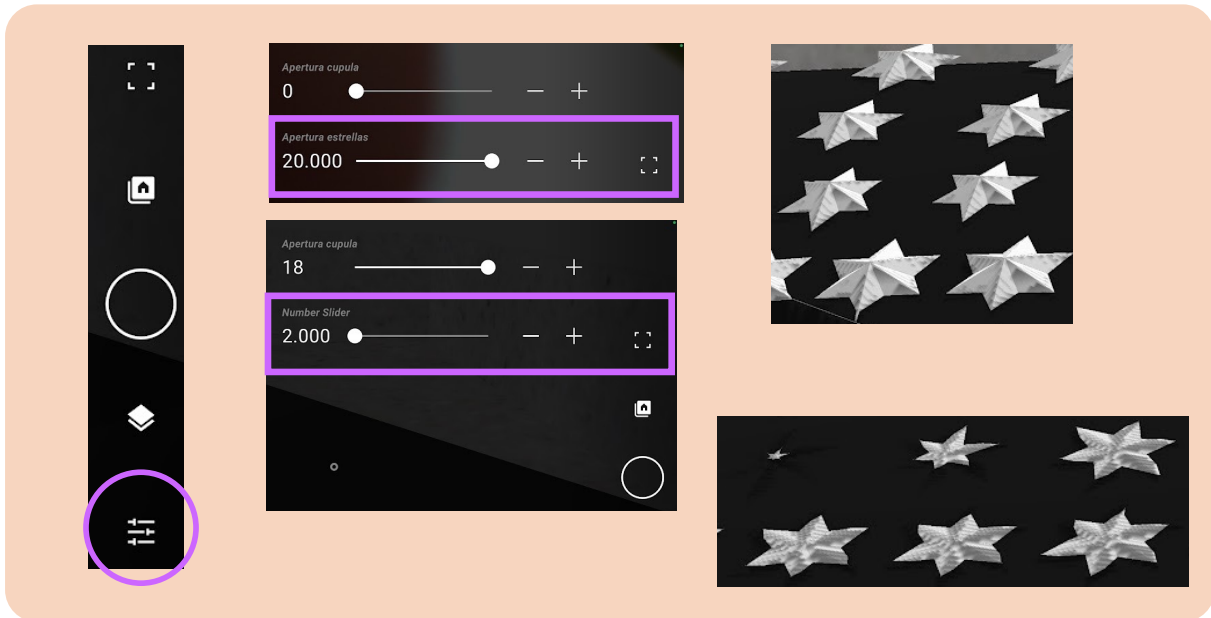 Apertura cupula
0
Apertura estrellas
20.000
Apertura cupula
18
Number Slider
2.000